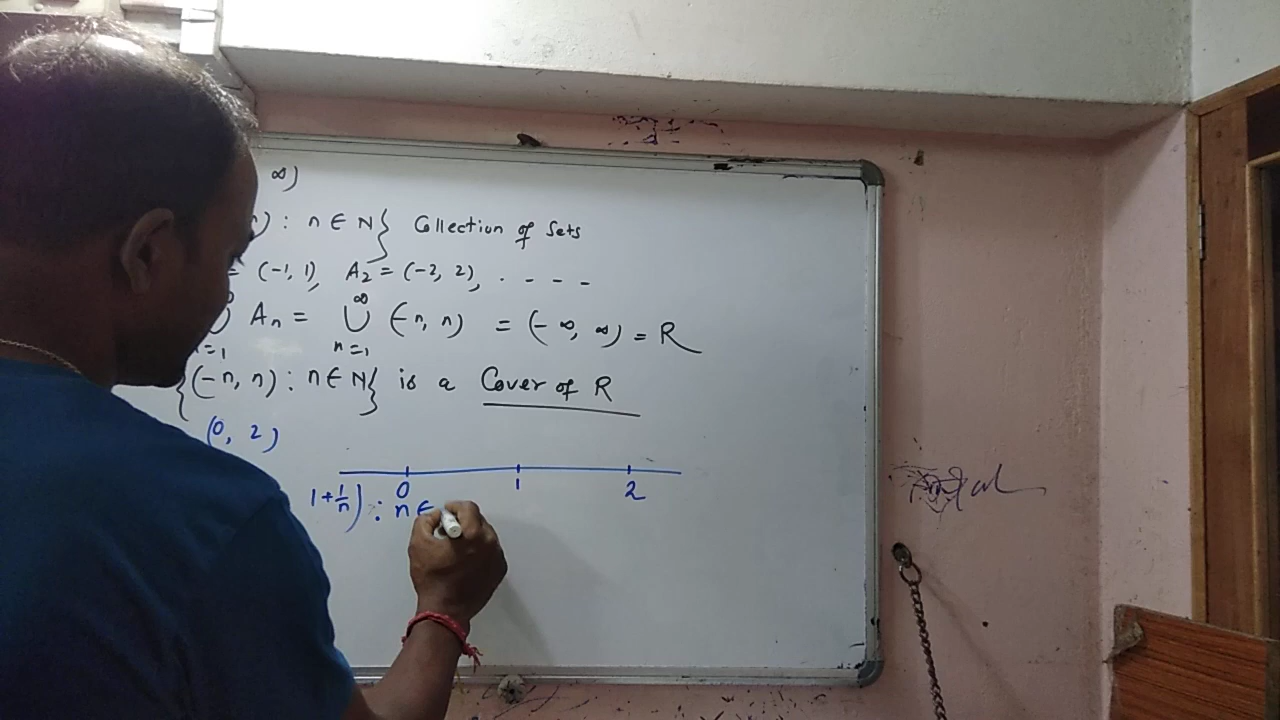 ∞)
) : n ∈ N} Collection of Sets
= (-1, 1), A₂ = (-2, 2), - - - -
Aₙ = ∞ ∪ n=1 (-n, n) = (-∞, ∞) = R
{(-n, n) : n ∈ N} is a Cover of R
(0, 2)
0 1 2
1+1/n) : n ∈